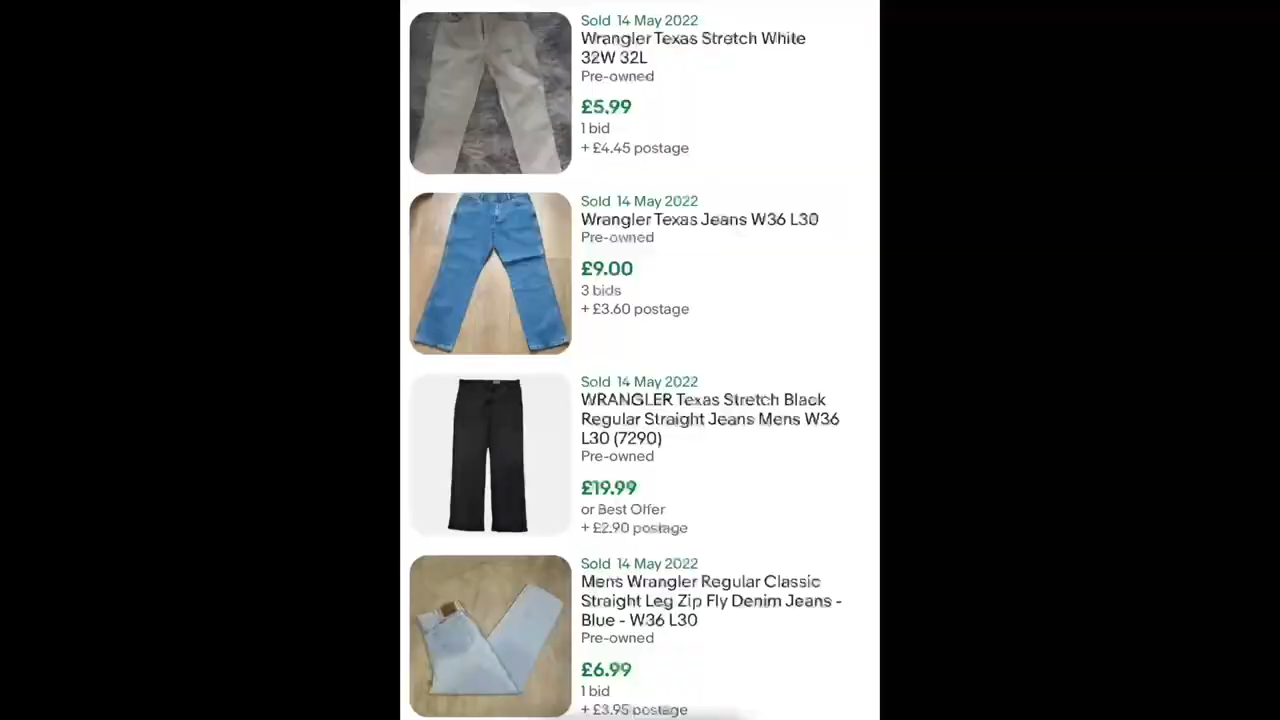 Sold 14 May 2022
Wrangler Texas Stretch White
32W 32L
Pre-owned
£5.99
1 bid
+ £4.45 postage
Sold 14 May 2022
Wrangler Texas Jeans W36 L30
Pre-owned
£9.00
3 bids
+ £3.60 postage
Sold 14 May 2022
WRANGLER Texas Stretch Black
Regular Straight Jeans Mens W36
L30 (7290)
Pre-owned
£19.99
or Best Offer
+ £2.90 postage
Sold 14 May 2022
Mens Wrangler Regular Classic
Straight Leg Zip Fly Denim Jeans -
Blue - W36 L30
Pre-owned
£6.99
1 bid
+ £3.95 postage